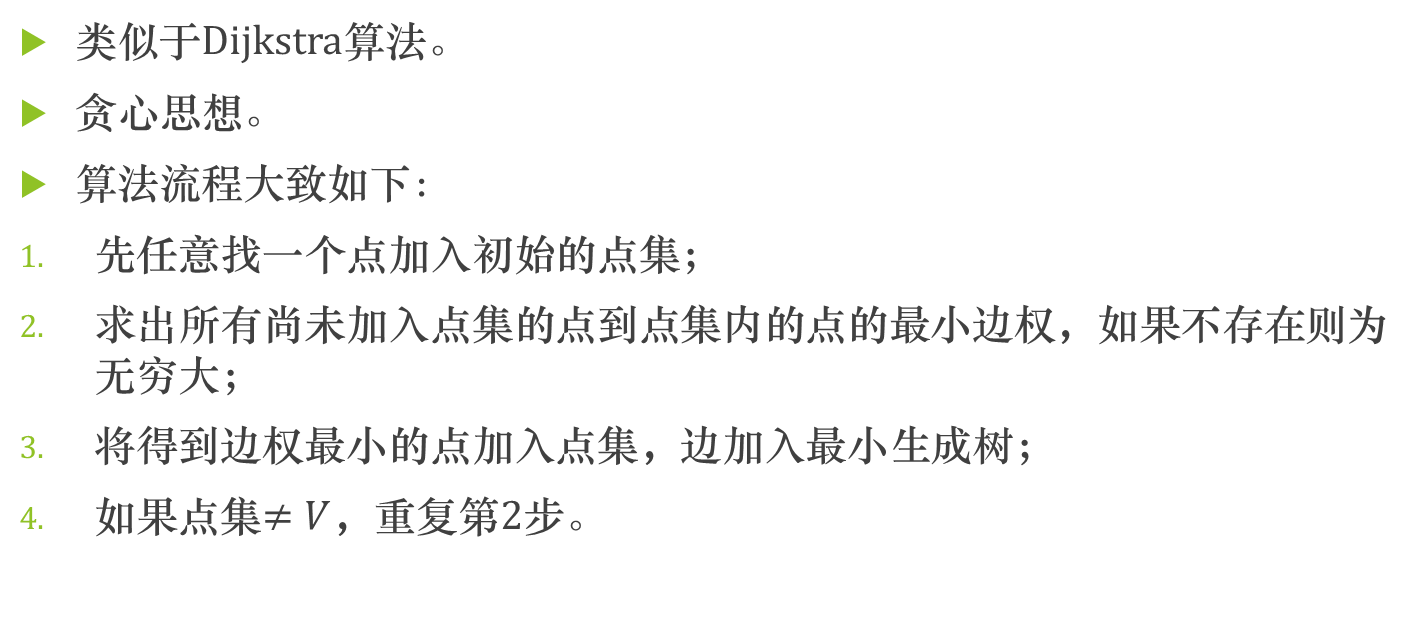 类似于Dijkstra算法。
贪心思想。
算法流程大致如下：
1. 先任意找一个点加入初始的点集；
2. 求出所有尚未加入点集的点到点集内的点的最小边权，如果不存在则为
无穷大；
3. 将得到边权最小的点加入点集，边加入最小生成树；
4. 如果点集≠ V，重复第2步。